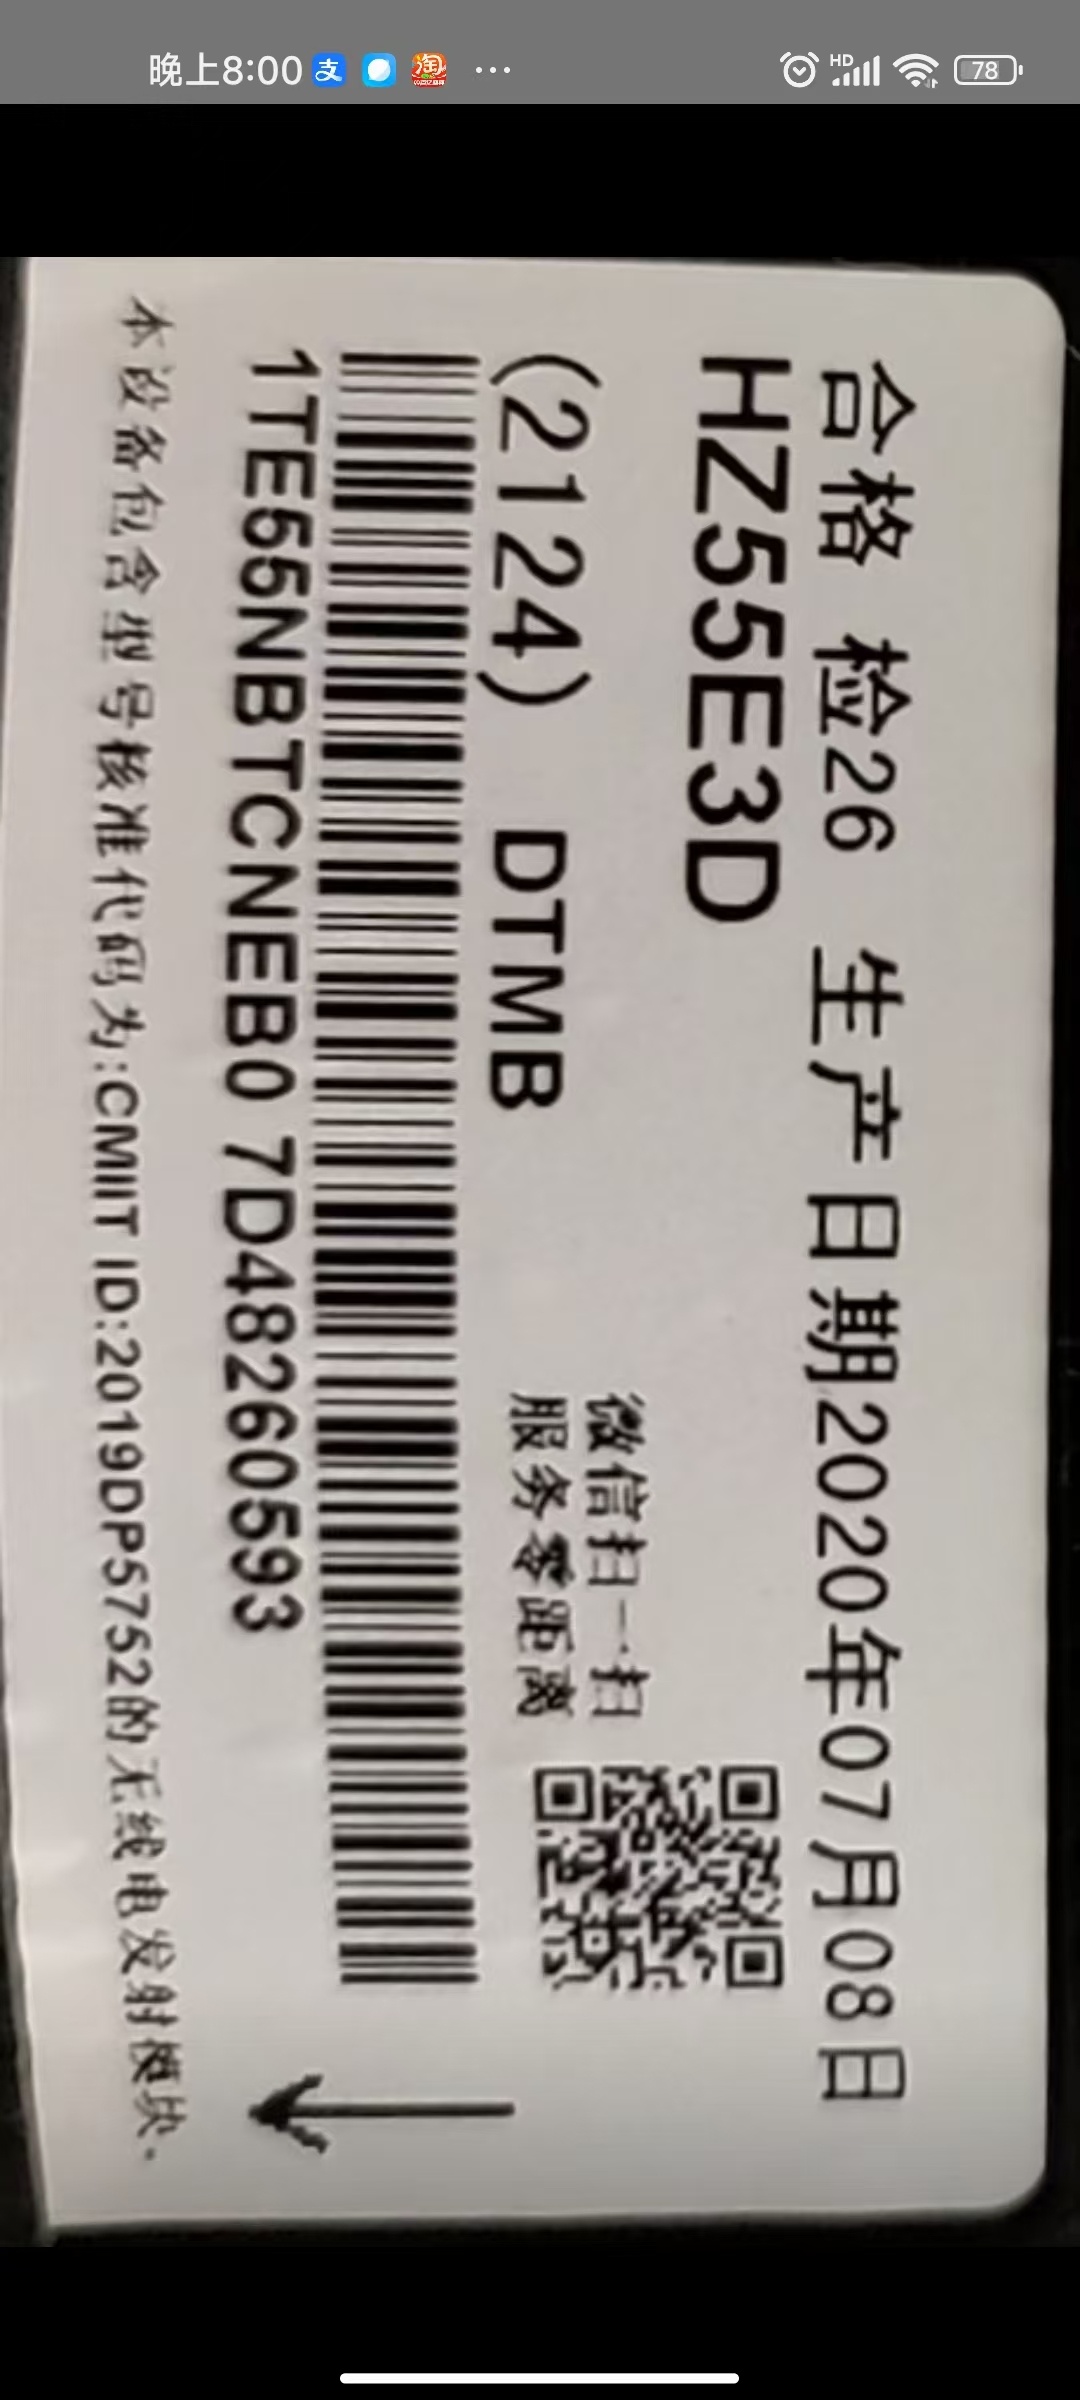 晚上8:00
HD
78
合格 检26 生产日期2020年07月08日
HZ55E3D
(2124) DTMB
微信扫一扫
服务零距离
1TE55NBTCNEB0 7D48260593
本设备包含型号核准代码为:CMIIT ID:2019DP5752的无线电发射模块.